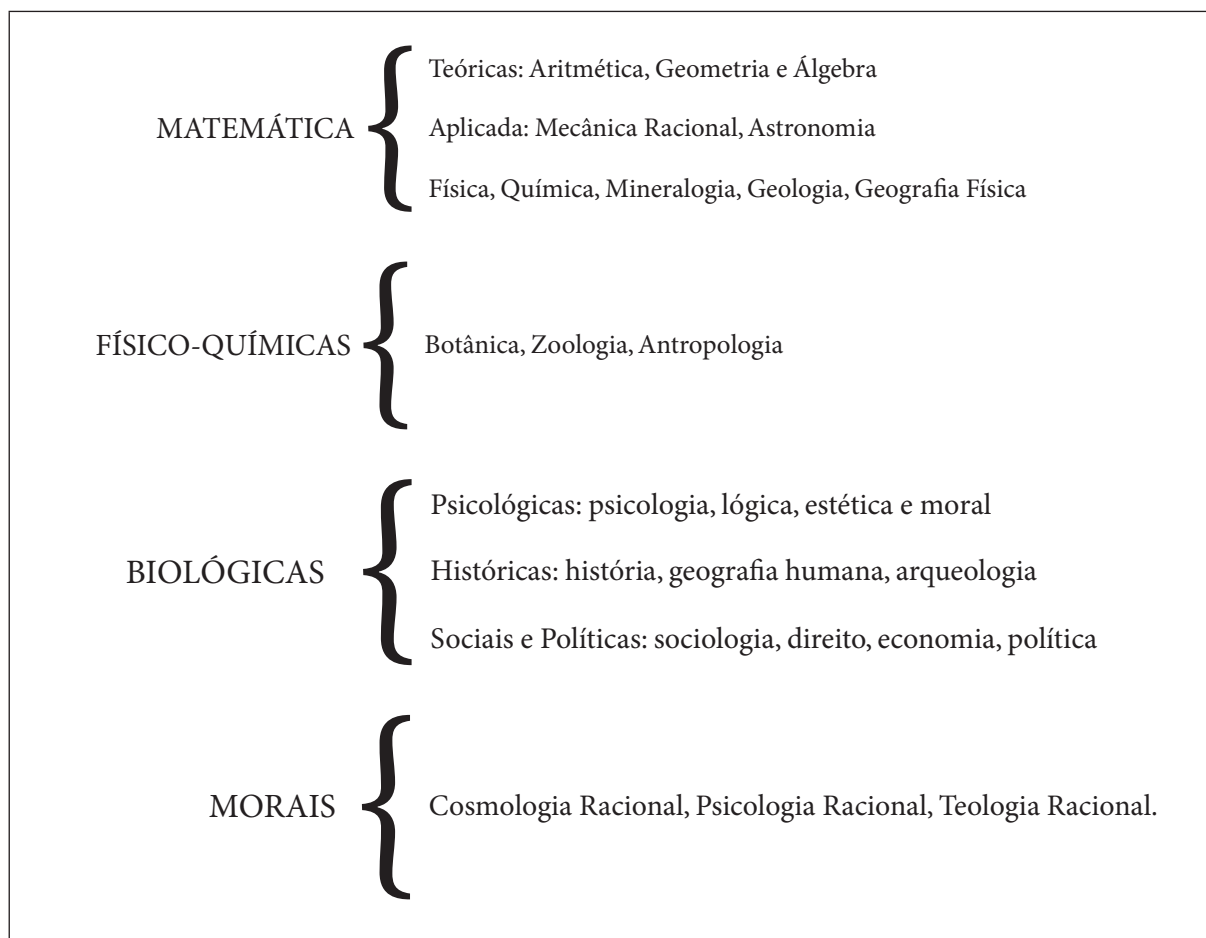 Teóricas: Aritmética, Geometria e Álgebra
MATEMÁTICA
Aplicada: Mecânica Racional, Astronomia
Física, Química, Mineralogia, Geologia, Geografia Física
FÍSICO-QUÍMICAS
Botânica, Zoologia, Antropologia
Psicológicas: psicologia, lógica, estética e moral
BIOLÓGICAS
Históricas: história, geografia humana, arqueologia
Sociais e Políticas: sociologia, direito, economia, política
MORAIS
Cosmologia Racional, Psicologia Racional, Teologia Racional.